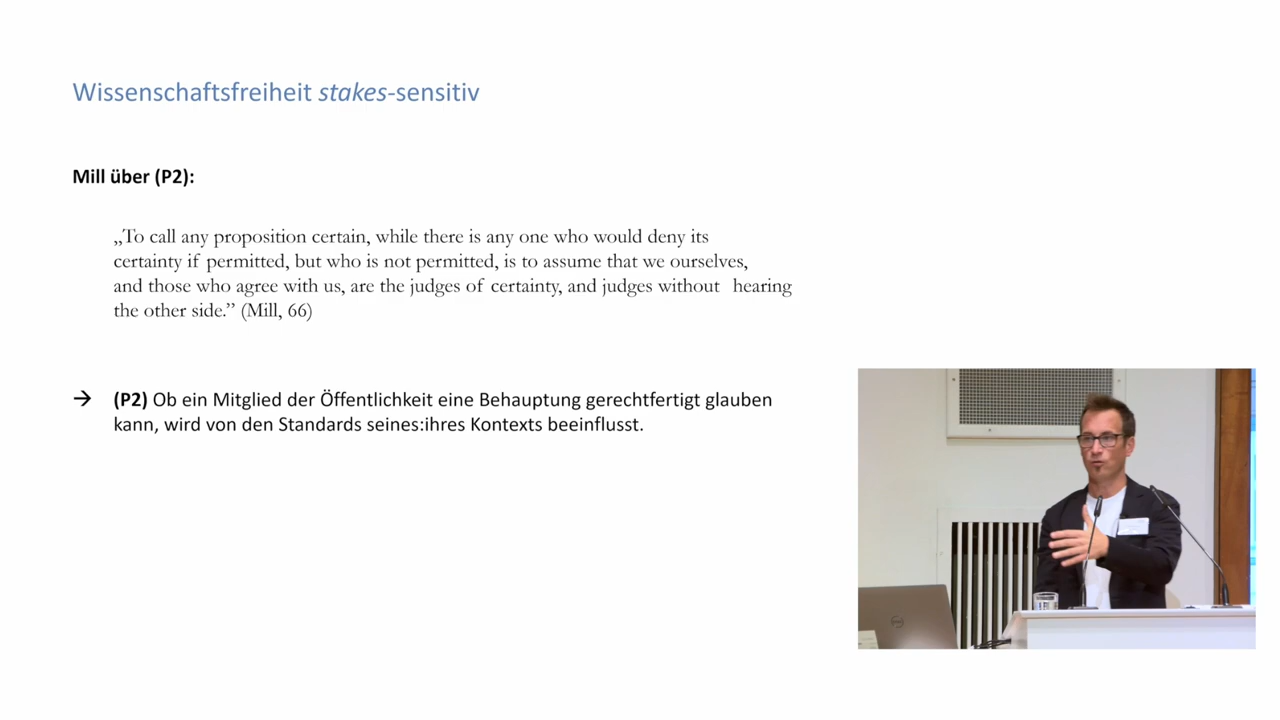 Wissenschaftsfreiheit stakes-sensitiv
Mill über (P2):
„To call any proposition certain, while there is any one who would deny its
certainty if permitted, but who is not permitted, is to assume that we ourselves,
and those who agree with us, are the judges of certainty, and judges without hearing
the other side.” (Mill, 66)
→ (P2) Ob ein Mitglied der Öffentlichkeit eine Behauptung gerechtfertigt glauben
kann, wird von den Standards seines:ihres Kontexts beeinflusst.